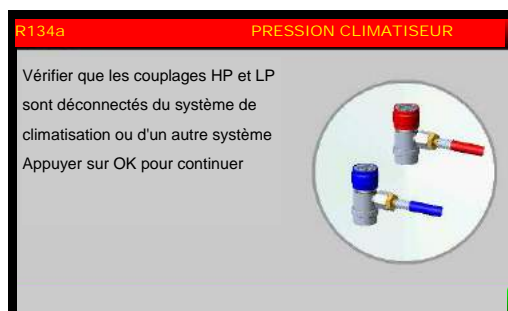 R134a PRESSION CLIMATISEUR
Vérifier que les couplages HP et LP
sont déconnectés du système de
climatisation ou d'un autre système
Appuyer sur OK pour continuer